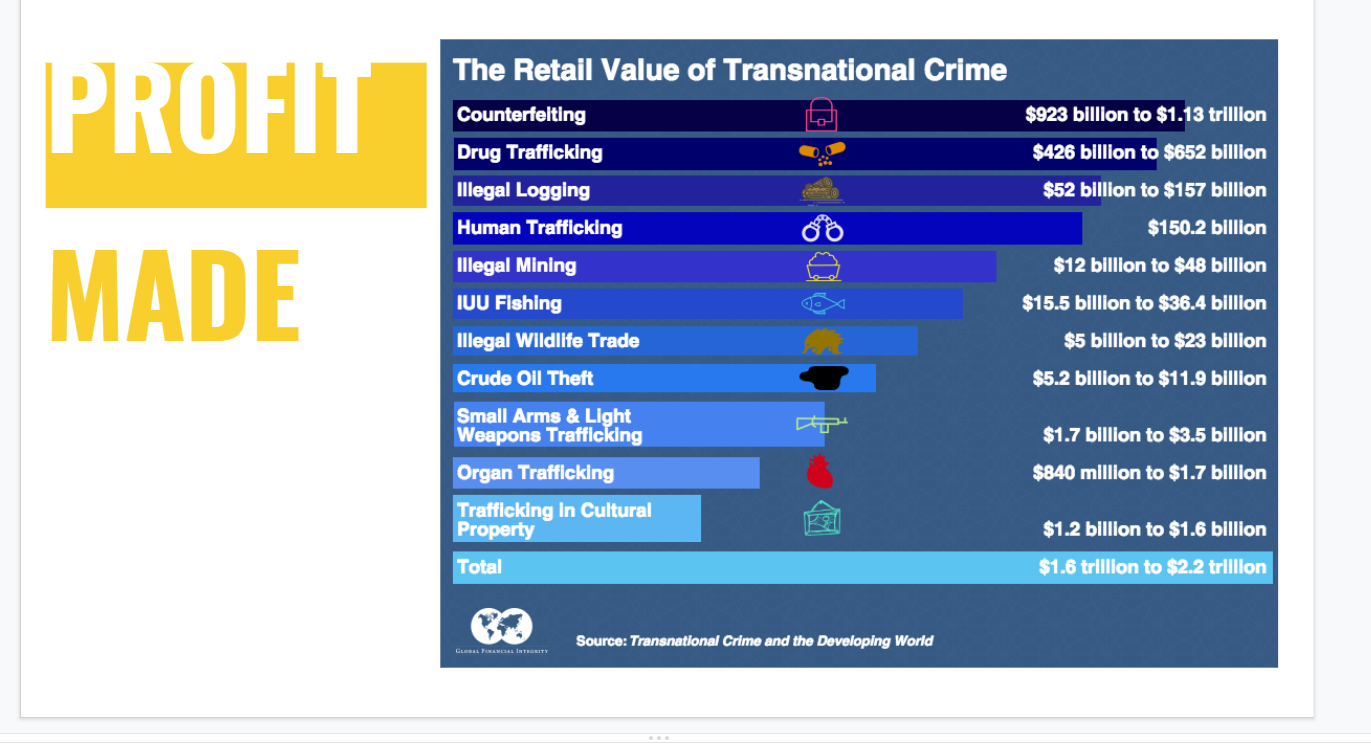 PROFIT
MADE
The Retail Value of Transnational Crime
Counterfeiting $923 billion to $1.13 trillion
Drug Trafficking $426 billion to $652 billion
Illegal Logging $52 billion to $157 billion
Human Trafficking $150.2 billion
Illegal Mining $12 billion to $48 billion
IUU Fishing $15.5 billion to $36.4 billion
Illegal Wildlife Trade $5 billion to $23 billion
Crude Oil Theft $5.2 billion to $11.9 billion
Small Arms & Light
Weapons Trafficking $1.7 billion to $3.5 billion
Organ Trafficking $840 million to $1.7 billion
Trafficking in Cultural
Property $1.2 billion to $1.6 billion
Total $1.6 trillion to $2.2 trillion
Source: Transnational Crime and the Developing World
GLOBAL FINANCIAL INTEGRITY